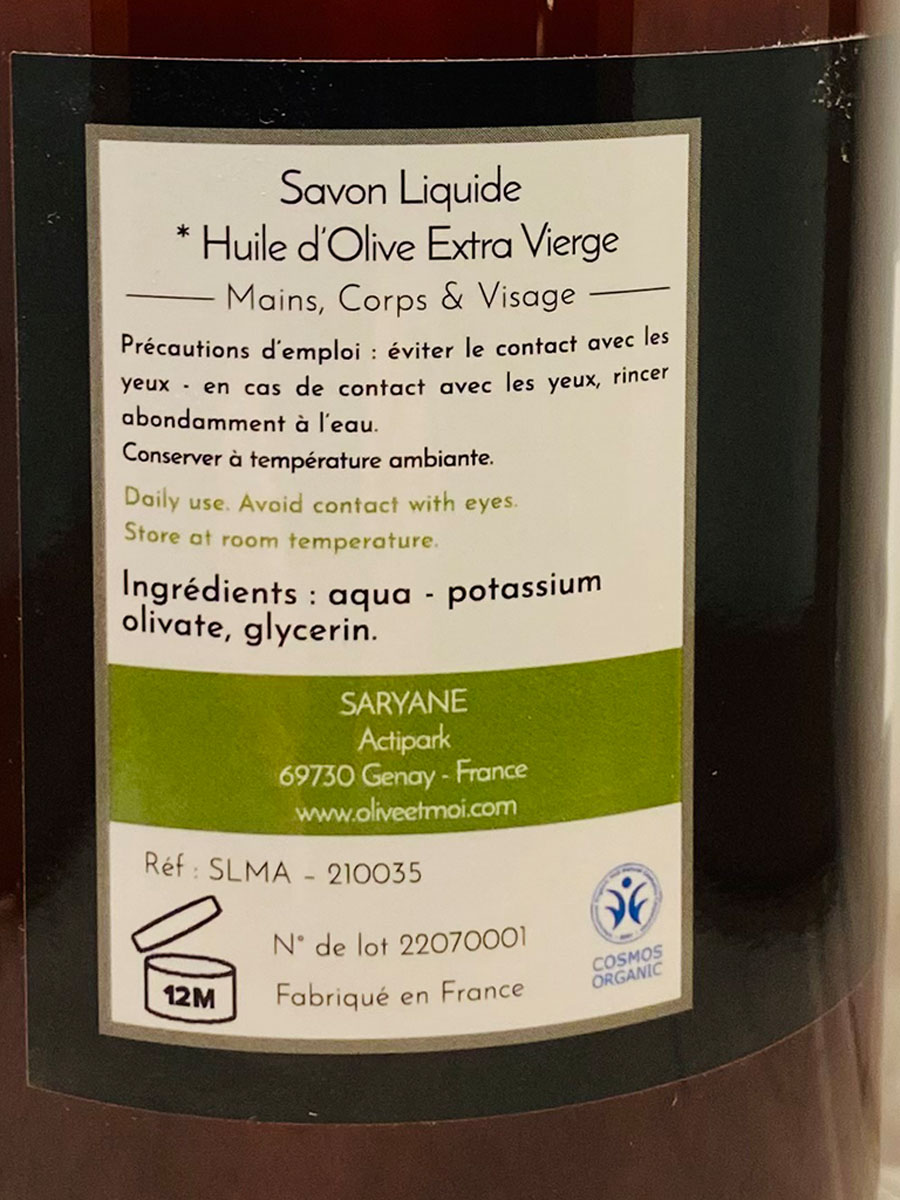 Savon Liquide
* Huile d'Olive Extra Vierge
Mains, Corps & Visage
Précautions d'emploi : éviter le contact avec les
yeux - en cas de contact avec les yeux, rincer
abondamment à l'eau.
Conserver à température ambiante.
Daily use. Avoid contact with eyes.
Store at room temperature.
Ingrédients : aqua - potassium
olivate, glycerin.
SARYANE
Actipark
69730 Genay - France
www.oliveetmoi.com
Réf : SLMA - 210035
N° de lot 22070001
12M
Fabriqué en France
COSMOS
ORGANIC